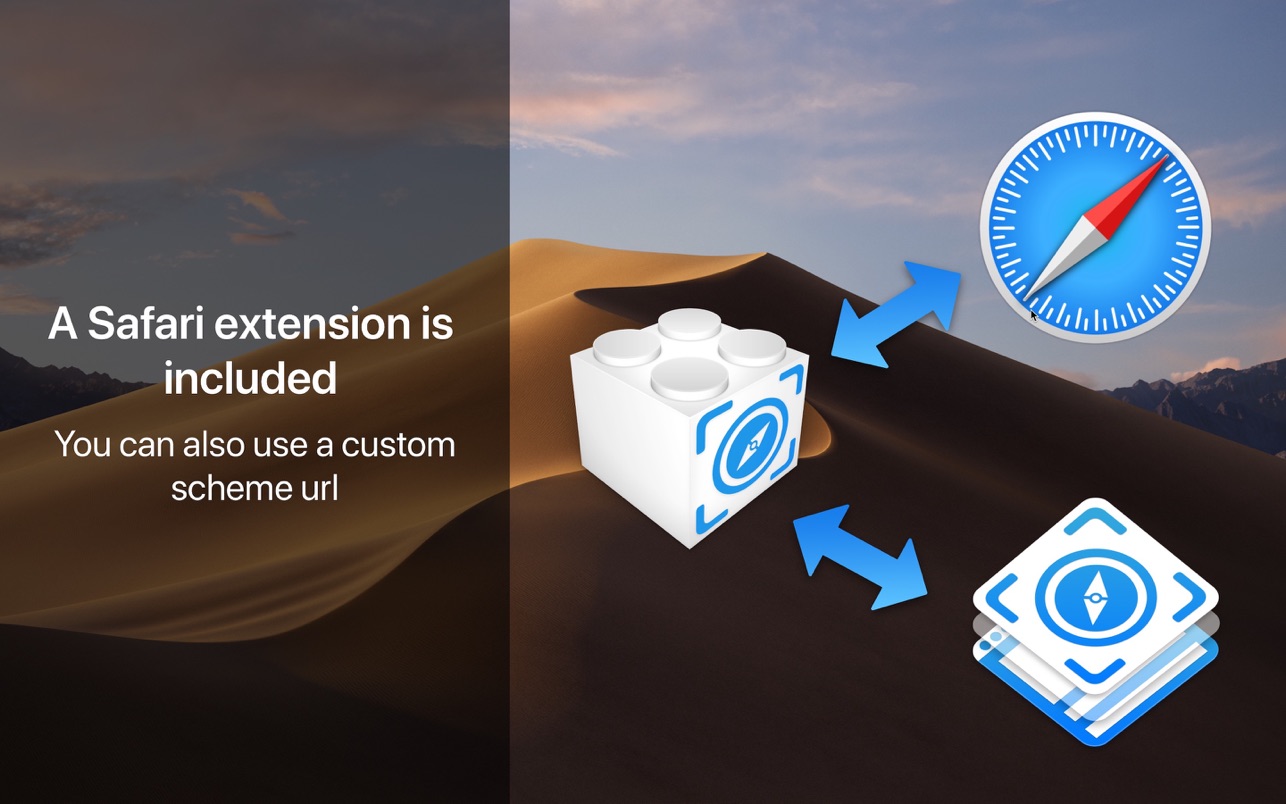 A Safari extension is
included
You can also use a custom
scheme url